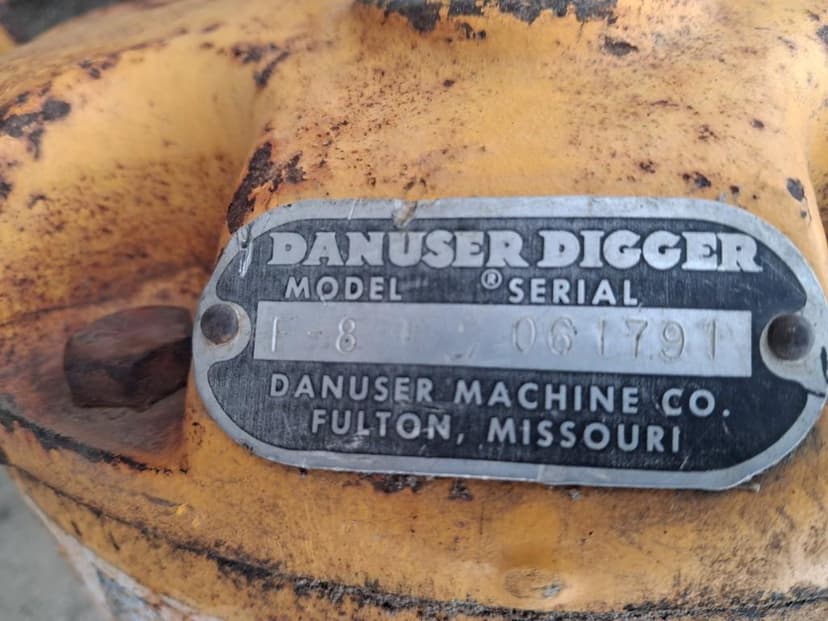 DANUSER DIGGER
MODEL ® SERIAL
F-8 061791
DANUSER MACHINE CO.
FULTON, MISSOURI